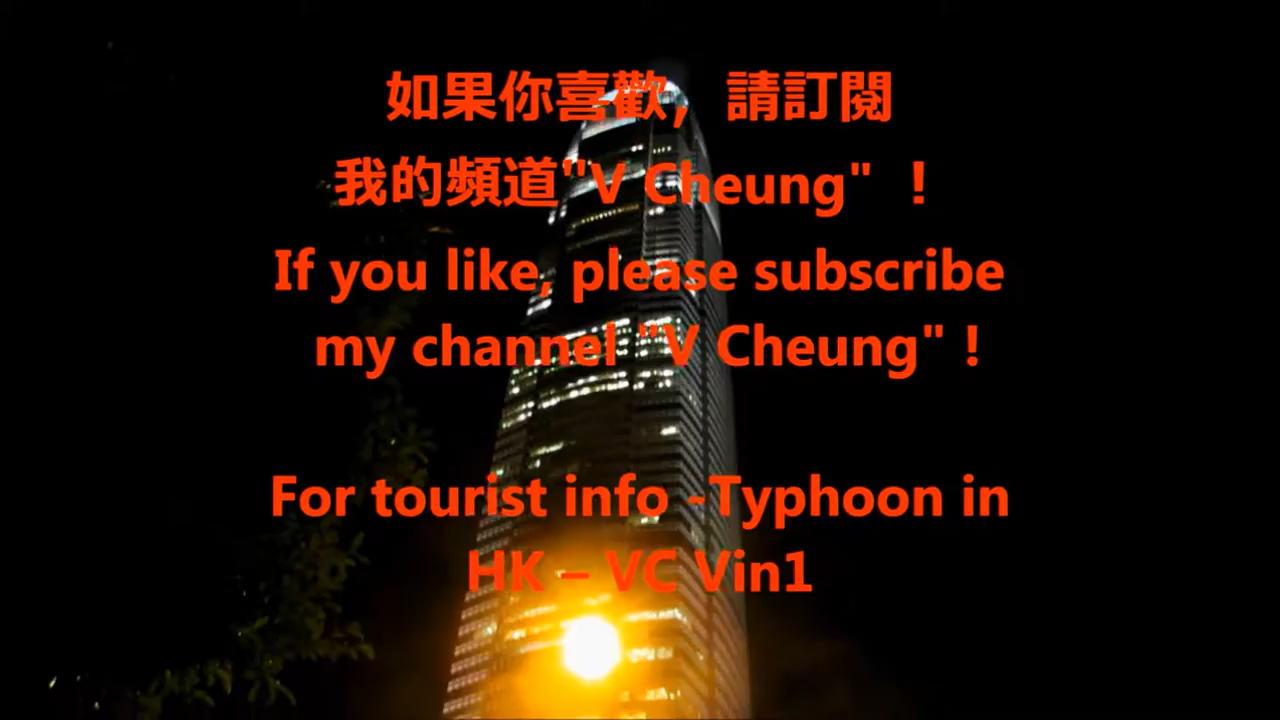 如果你喜歡，請訂閱
我的頻道"V Cheung" ！
If you like, please subscribe
my channel "V Cheung" !
For tourist info -Typhoon in
HK – VC Vin1